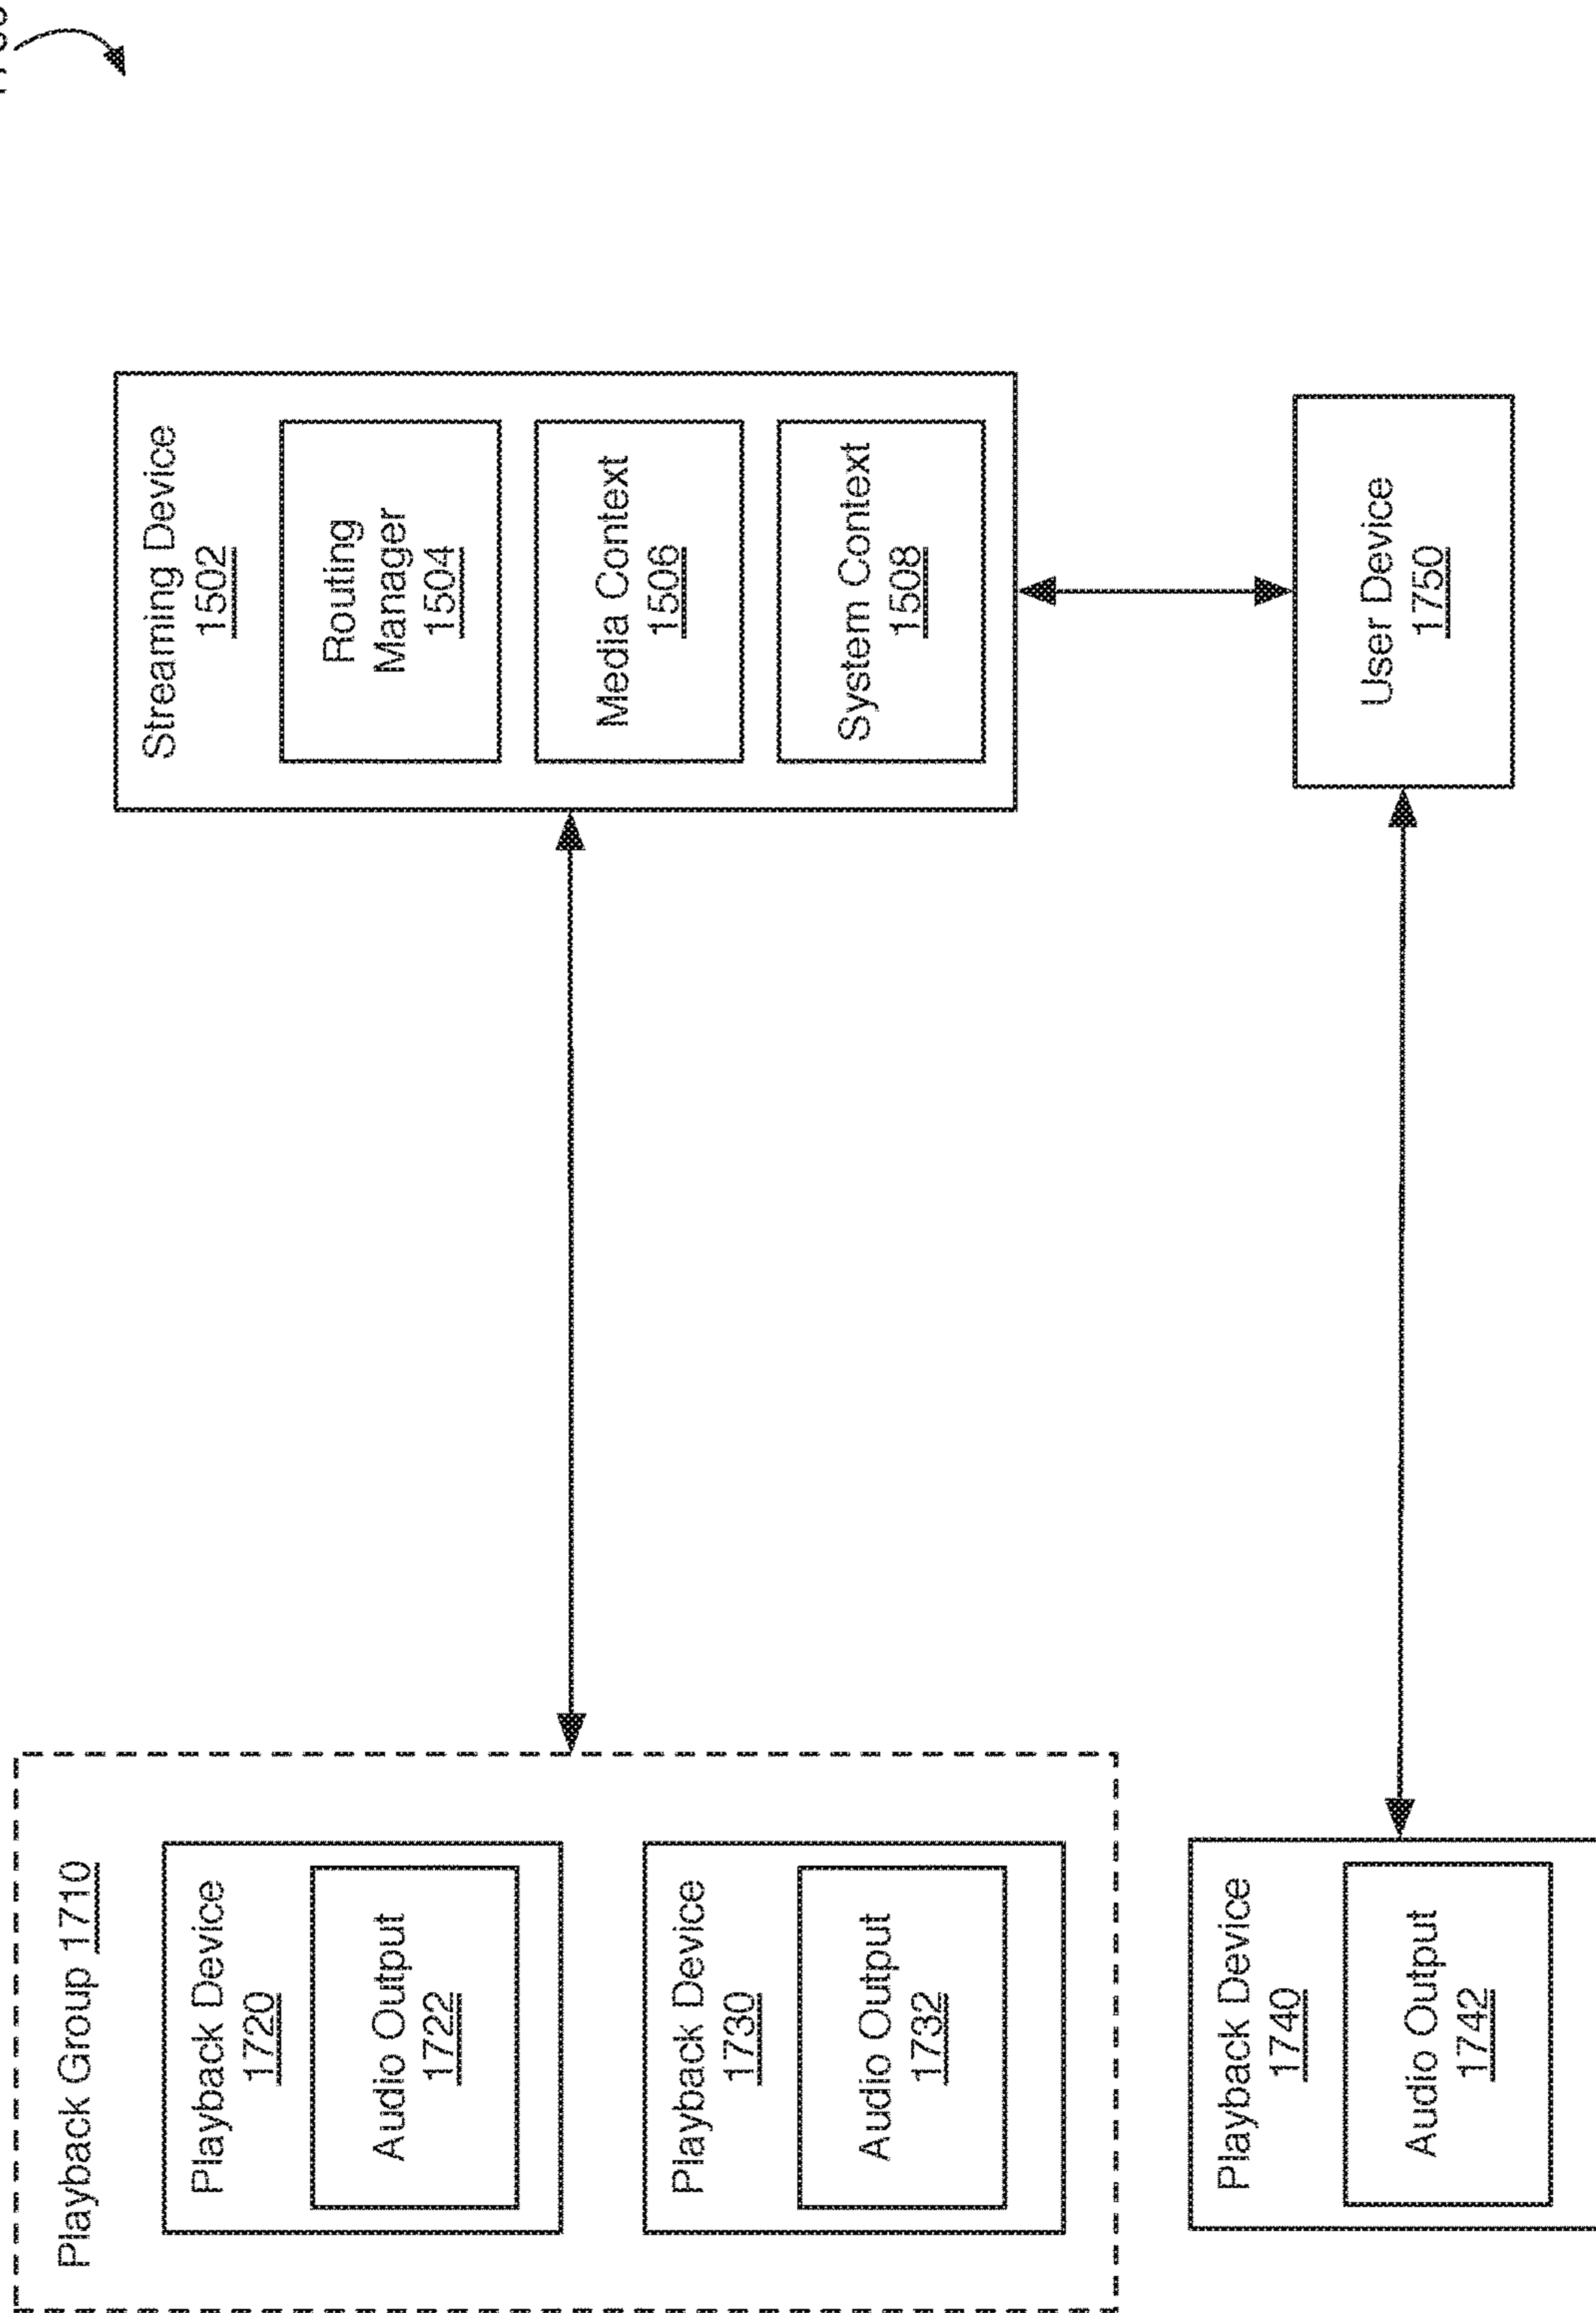 Playback Group 1710
Playback Device
1720
Audio Output
1722
Playback Device
1730
Audio Output
1732
Playback Device
1740
Audio Output
1742
Streaming Device
1502
Routing
Manager
1504
Media Context
1506
System Context
1508
User Device
1750